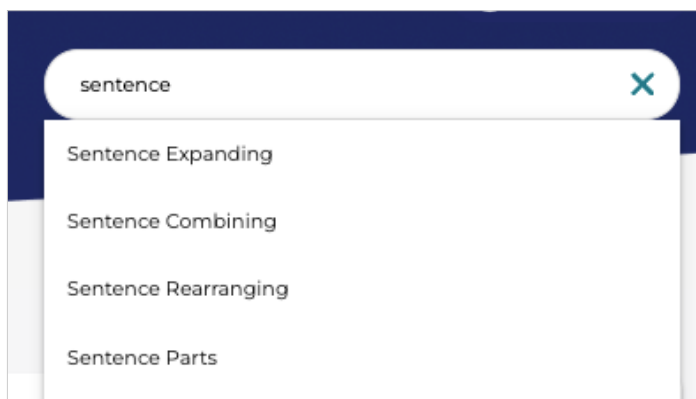 sentence
Sentence Expanding
Sentence Combining
Sentence Rearranging
Sentence Parts